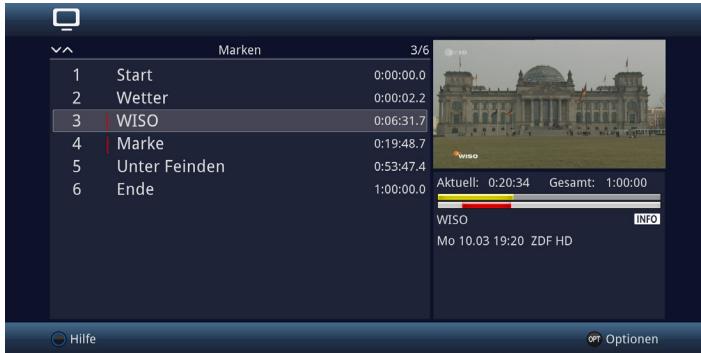 Marken 3/6
1 Start 0:00:00.0
2 Wetter 0:00:02.2
3 WISO 0:06:31.7
4 Marke 0:19:48.7
5 Unter Feinden 0:53:47.4
6 Ende 1:00:00.0
wiso
Aktuell: 0:20:34 Gesamt: 1:00:00
WISO INFO
Mo 10.03 19:20 ZDF HD
Hilfe
OPT Optionen